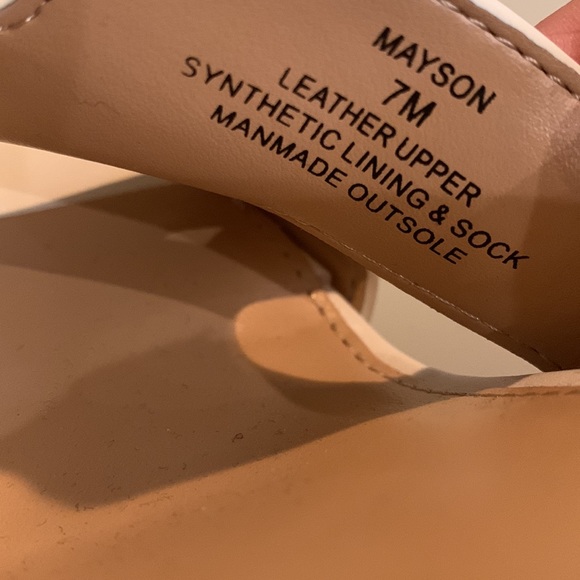 MAYSON
7M
LEATHER UPPER
SYNTHETIC LINING & SOCK
MANMADE OUTSOLE